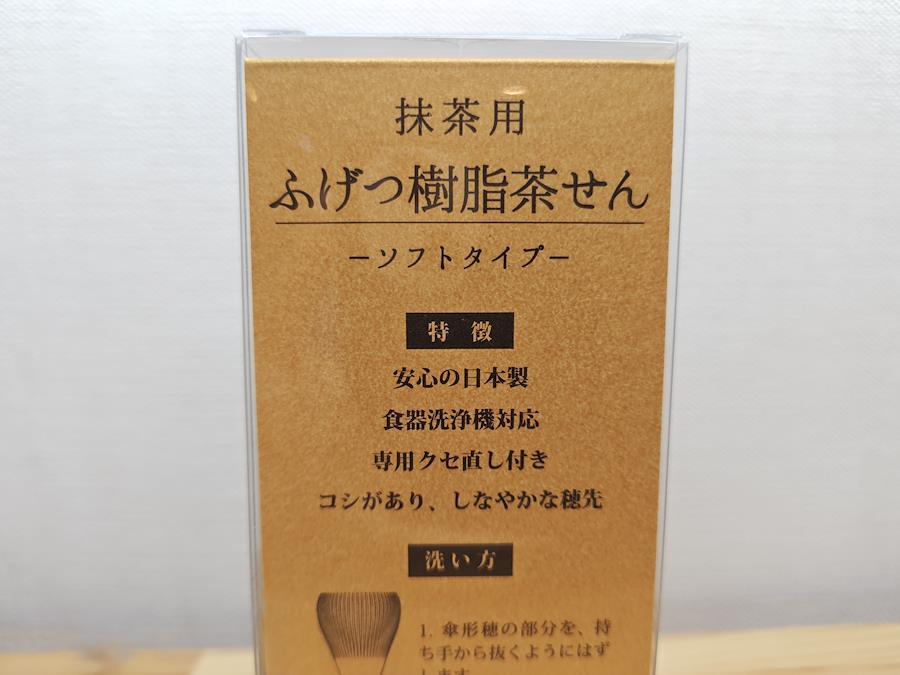 抹茶用
ふげつ樹脂茶せん
ーソフトタイプー
特 徴
安心の日本製
食器洗浄機対応
専用クセ直し付き
コシがあり、しなやかな穂先
洗い方
1. 傘形穂の部分を、持
ち手から抜くようにはず
します。